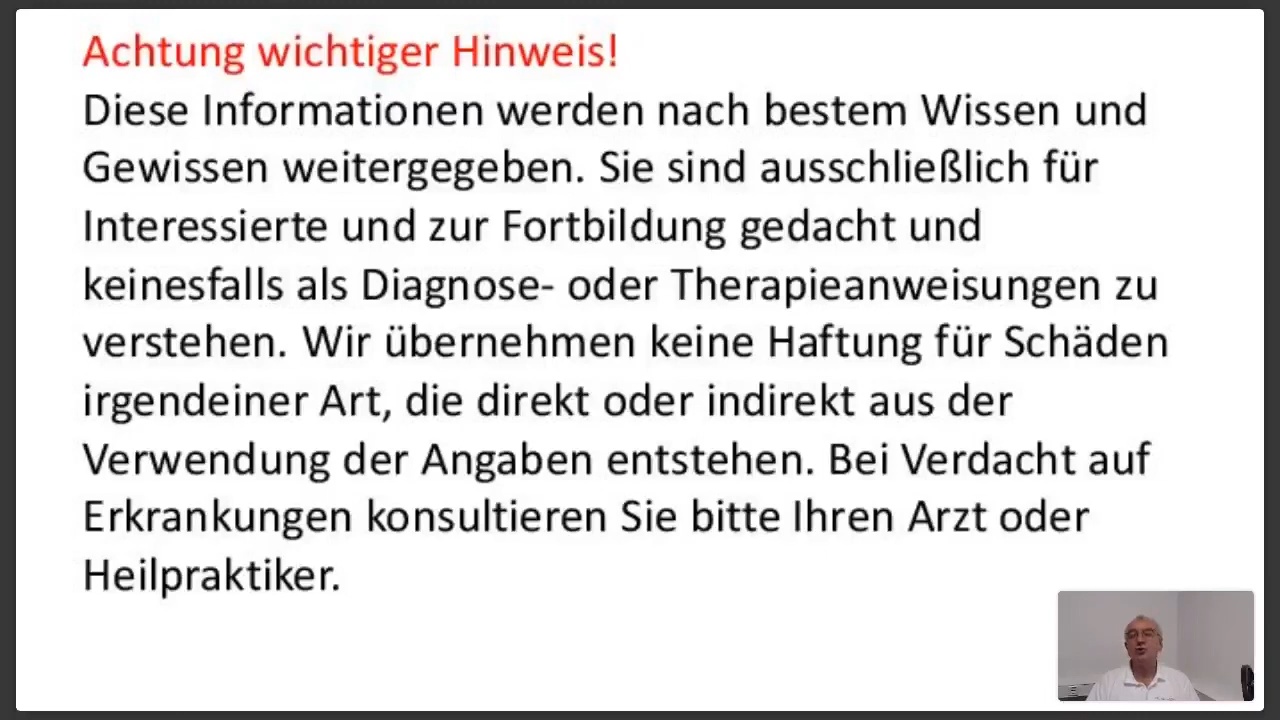 Achtung wichtiger Hinweis!
Diese Informationen werden nach bestem Wissen und
Gewissen weitergegeben. Sie sind ausschließlich für
Interessierte und zur Fortbildung gedacht und
keinesfalls als Diagnose- oder Therapieanweisungen zu
verstehen. Wir übernehmen keine Haftung für Schäden
irgendeiner Art, die direkt oder indirekt aus der
Verwendung der Angaben entstehen. Bei Verdacht auf
Erkrankungen konsultieren Sie bitte Ihren Arzt oder
Heilpraktiker.